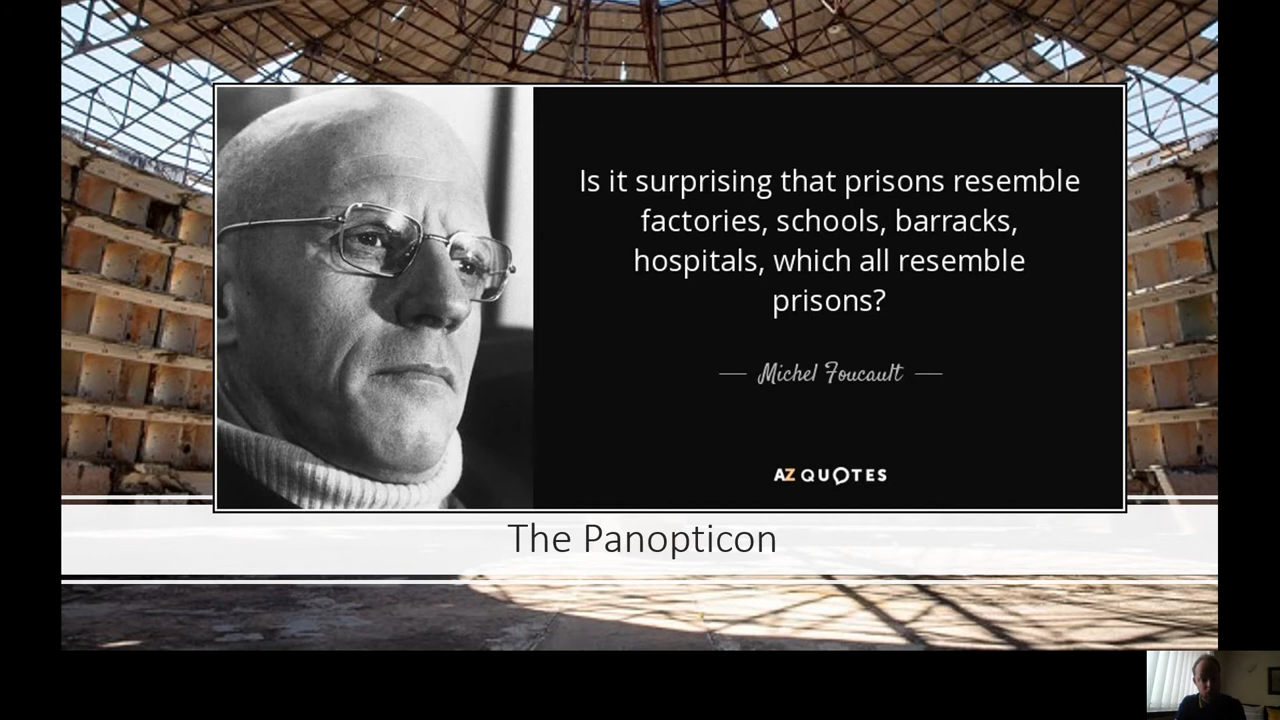 Is it surprising that prisons resemble
factories, schools, barracks,
hospitals, which all resemble
prisons?
Michel Foucault
AZ QUOTES
The Panopticon